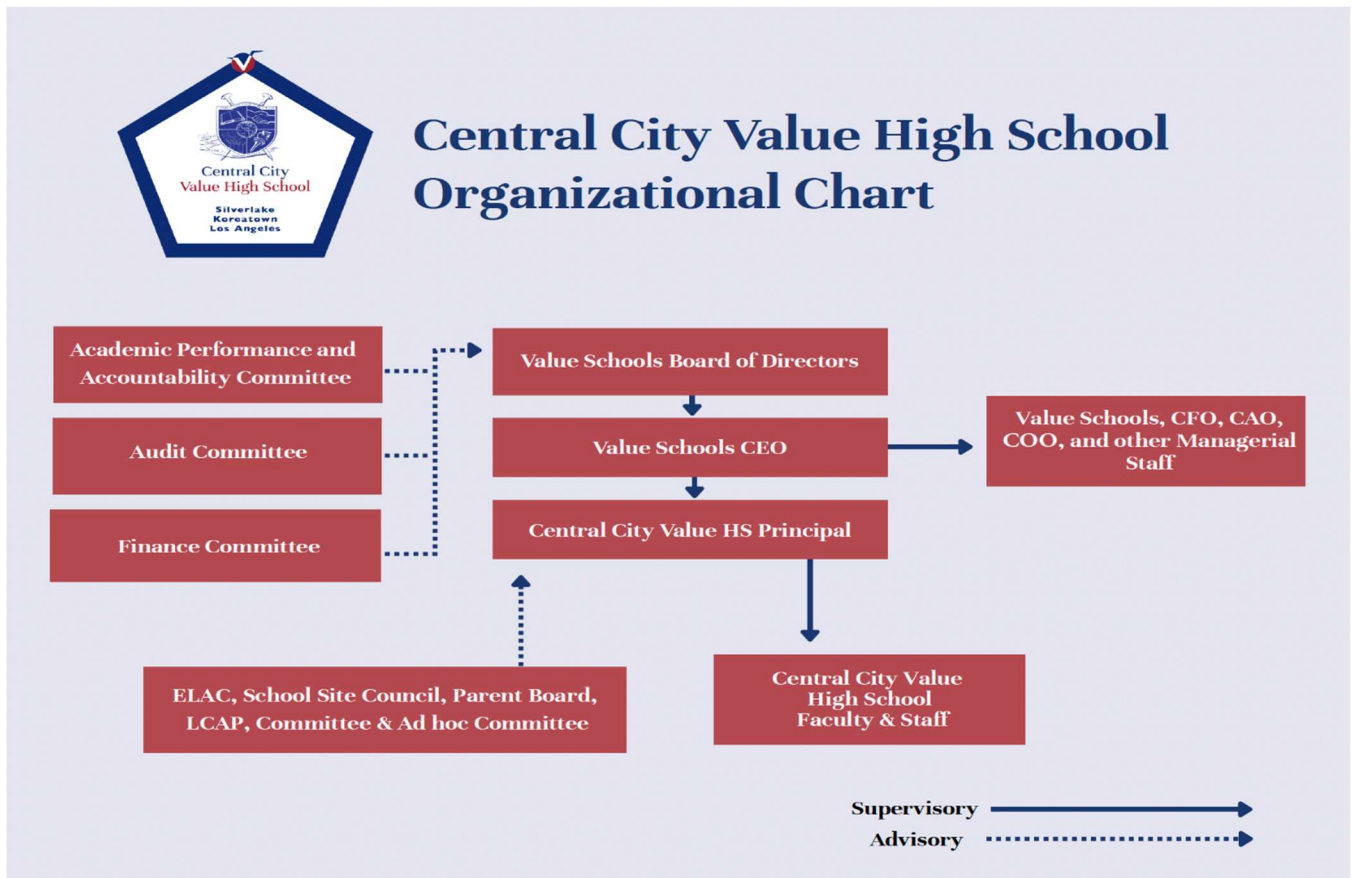 Central City
Value High School
Silverlake
Koreatown
Los Angeles
Central City Value High School
Organizational Chart
Academic Performance and
Accountability Committee
Audit Committee
Finance Committee
Value Schools Board of Directors
Value Schools CEO
Central City Value HS Principal
Value Schools, CFO, CAO,
COO, and other Managerial
Staff
ELAC, School Site Council, Parent Board,
LCAP, Committee & Ad hoc Committee
Central City Value
High School
Faculty & Staff
Supervisory
Advisory